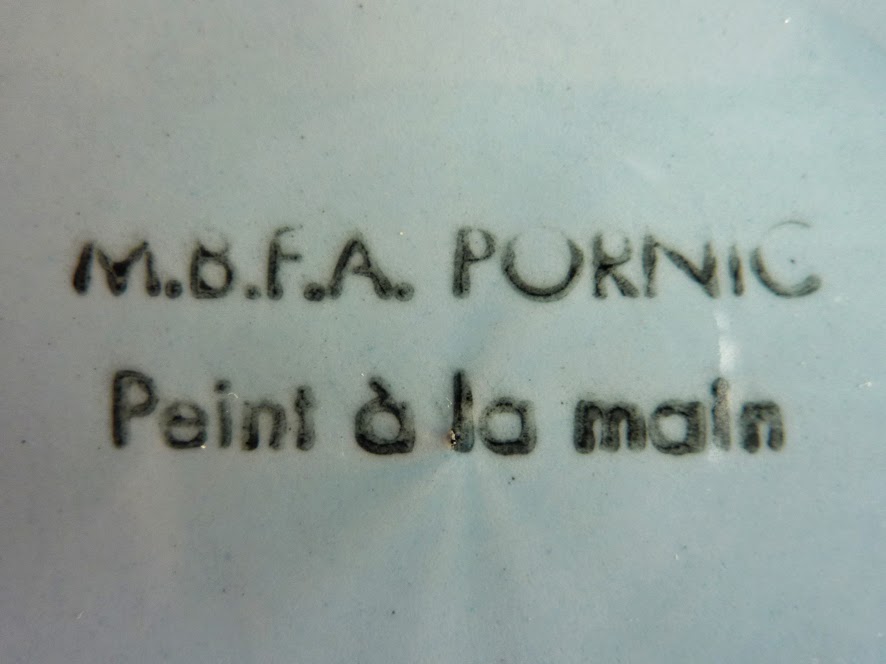 M.B.F.A. PORNIC
Peint à la main